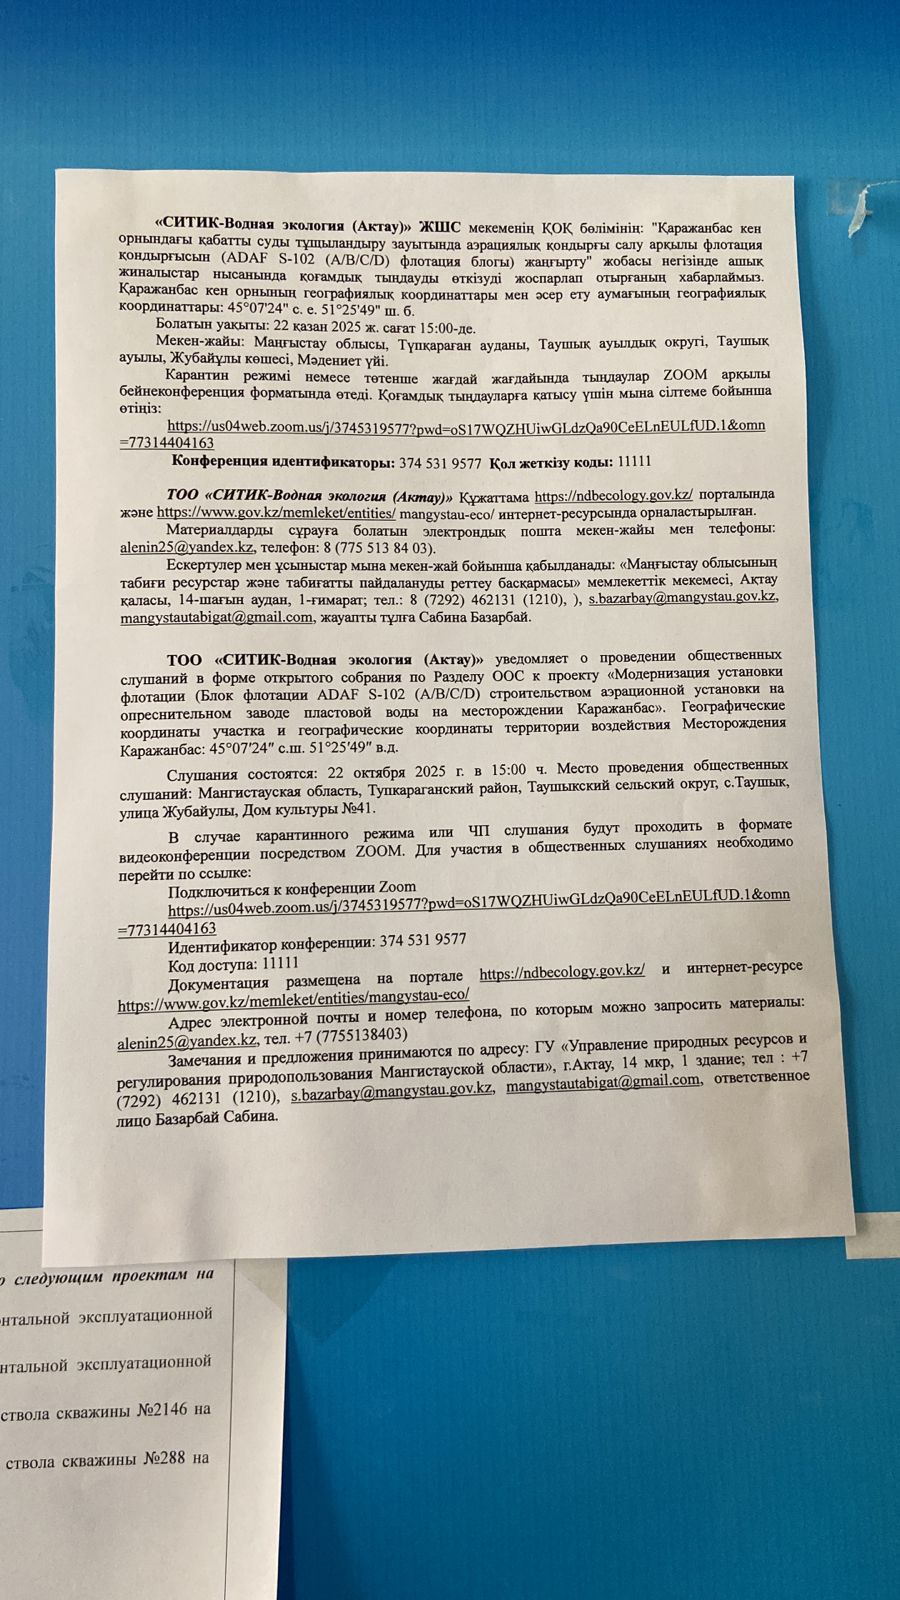 «СИТИК-Водная экология (Актау)» ЖШС мекеменің ҚОҚ бөлімінің: "Қаражанбас кен
орнындағы қабатты суды тұщыландыру зауытында аэрациялық қондырғы салу арқылы флотация
қондырғысын (ADAF S-102 (A/B/C/D) флотация блогы) жаңғырту" жобасы негізінде ашық
жиналыстар нысанында қоғамдық тыңдауды өткізуді жоспарлап отырғанын хабарлаймыз.
Қаражанбас кен орнының географиялық координаттары мен әсер ету аумағының географиялық
координаттары: 45°07'24" с. е. 51°25'49" ш. б.
Болатын уақыты: 22 қазан 2025 ж. сағат 15:00-де.
Мекен-жайы: Маңғыстау облысы, Түпқараған ауданы, Таушық ауылдық округі, Таушық
ауылы, Жубайұлы көшесі, Мәдениет үйі.
Карантин режимі немесе төтенше жағдай жағдайында тыңдаулар ZOOM арқылы
бейнеконференция форматында өтеді. Қоғамдық тыңдауларға қатысу үшін мына сілтеме бойынша
өтіңіз:
https://us04web.zoom.us/j/3745319577?pwd=oS17WQZHUiwGLdzQa90CeELnEULfUD.1&omn
=77314404163
Конференция идентификаторы: 374 531 9577 Қол жеткізу коды: 11111
ТОО «СИТИК-Водная экология (Актау)» Құжаттама https://ndbecology.gov.kz/ порталында
және https://www.gov.kz/memleket/entities/ mangystau-eco/ интернет-ресурсында орналастырылған.
Материалдарды сұрауға болатын электрондық пошта мекен-жайы мен телефоны:
alenin25@yandex.kz, телефон: 8 (775 513 84 03).
Ескертулер мен ұсыныстар мына мекен-жай бойынша қабылданады: «Маңғыстау облысының
табиғи ресурстар және табиғатты пайдалануды реттеу басқармасы» мемлекеттік мекемесі, Ақтау
қаласы, 14-шағын аудан, 1-ғимарат; тел.: 8 (7292) 462131 (1210), ), s.bazarbay@mangystau.gov.kz,
mangystautabigat@gmail.com, жауапты тұлға Сабина Базарбай.
ТОО «СИТИК-Водная экология (Актау)» уведомляет о проведении общественных
слушаний в форме открытого собрания по Разделу ООС к проекту «Модернизация установки
флотации (Блок флотации ADAF S-102 (A/B/C/D) строительством аэрационной установки на
опреснительном заводе пластовой воды на месторождении Каражанбас». Географические
координаты участка и географические координаты территории воздействия Месторождения
Каражанбас: 45°07′24″ с.ш. 51°25′49″ в.д.
Слушания состоятся: 22 октября 2025 г. в 15:00 ч. Место проведения общественных
слушаний: Мангистауская область, Тупкараганский район, Таушыкский сельский округ, с.Таушык,
улица Жубайулы, Дом культуры №41.
В случае карантинного режима или ЧП слушания будут проходить в формате
видеоконференции посредством ZOOM. Для участия в общественных слушаниях необходимо
перейти по ссылке:
Подключиться к конференции Zoom
https://us04web.zoom.us/j/3745319577?pwd=oS17WQZHUiwGLdzQa90CeELnEULfUD.1&omn
=77314404163
Идентификатор конференции: 374 531 9577
Код доступа: 11111
Документация размещена на портале https://ndbecology.gov.kz/ и интернет-ресурсе
https://www.gov.kz/memleket/entities/mangystau-eco/
Адрес электронной почты и номер телефона, по которым можно запросить материалы:
alenin25@yandex.kz, тел. +7 (7755138403)
Замечания и предложения принимаются по адресу: ГУ «Управление природных ресурсов и
регулирования природопользования Мангистауской области», г.Актау, 14 мкр, 1 здание; тел : +7
(7292) 462131 (1210), s.bazarbay@mangystau.gov.kz, mangystautabigat@gmail.com, ответственное
лицо Базарбай Сабина.
о следующим проектам на
нтальной эксплуатационной
нтальной эксплуатационной
ствола скважины №2146 на
ствола скважины №288 на